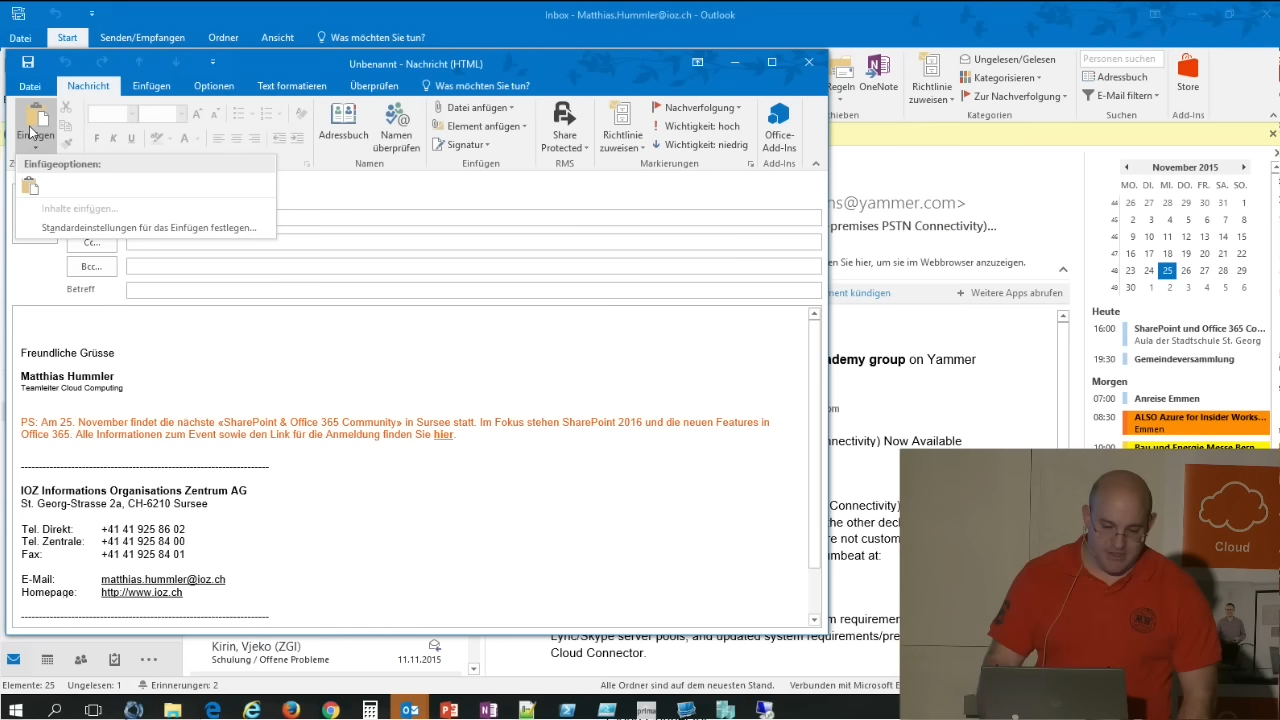 Inbox - Matthias.Hummler@ioz.ch - Outlook
Datei Start Senden/Empfangen Ordner Ansicht Was möchten Sie tun?
Unbenannt - Nachricht (HTML)
Datei Nachricht Einfügen Optionen Text formatieren Überprüfen Was möchten Sie tun?
Einfügen
F K U
Adressbuch
Namen
überprüfen
Namen
Datei anfügen
Element anfügen
Signatur
Einfügen
Share
Protected
RMS
Richtlinie
zuweisen
Nachverfolgung
Wichtigkeit: hoch
Wichtigkeit: niedrig
Markierungen
Office-
Add-Ins
Add-Ins
Regeln
OneNote
schieben
Richtlinie
zuweisen
Ungelesen/Gelesen
Kategorisieren
Zur Nachverfolgung
Kategorien
Personen suchen
Adressbuch
E-Mail filtern
Suchen
Store
Add-Ins
Einfügeoptionen:
Inhalte einfügen...
Standardeinstellungen für das Einfügen festlegen...
Cc...
Bcc...
Betreff
Freundliche Grüsse
Matthias Hummler
Teamleiter Cloud Computing
PS: Am 25. November findet die nächste «SharePoint & Office 365 Community» in Sursee statt. Im Fokus stehen SharePoint 2016 und die neuen Features in
Office 365. Alle Informationen zum Event sowie den Link für die Anmeldung finden Sie hier.
----------------------------------------------------------------------
IOZ Informations Organisations Zentrum AG
St. Georg-Strasse 2a, CH-6210 Sursee
Tel. Direkt: +41 41 925 86 02
Tel. Zentrale: +41 41 925 84 00
Fax: +41 41 925 84 01
E-Mail: matthias.hummler@ioz.ch
Homepage: http://www.ioz.ch
----------------------------------------------------------------------
ns@yammer.com>
premises PSTN Connectivity)...
en Sie hier, um sie im Webbrowser anzuzeigen.
ment kündigen + Weitere Apps abrufen
demy group on Yammer
om
nectivity) Now Available
Connectivity)
the other decl
re not custom
umbeat at:
m requirement
Lync/Skype server pools, and updated system requirements/pre
Cloud Connector.
November 2015
MO. DI. MI. DO. FR. SA. SO.
44 26 27 28 29 30 31 1
45 2 3 4 5 6 7 8
46 9 10 11 12 13 14 15
47 16 17 18 19 20 21 22
48 23 24 25 26 27 28 29
49 30 1 2 3 4 5 6
Heute
16:00 SharePoint und Office 365 Co...
Aula der Stadtschule St. Georg
19:30 Gemeindeversammlung
Morgen
07:00 Anreise Emmen
08:30 ALSO Azure for Insider Works...
Emmen
10:00 Bau und Energie Messe Bern
Cloud
Kirin, Vjeko (ZGI)
Schulung / Offene Probleme 11.11.2015
Elemente: 25 Ungelesen: 1 Erinnerungen: 2 Alle Ordner sind auf dem neuesten Stand. Verbunden mit Microsoft E